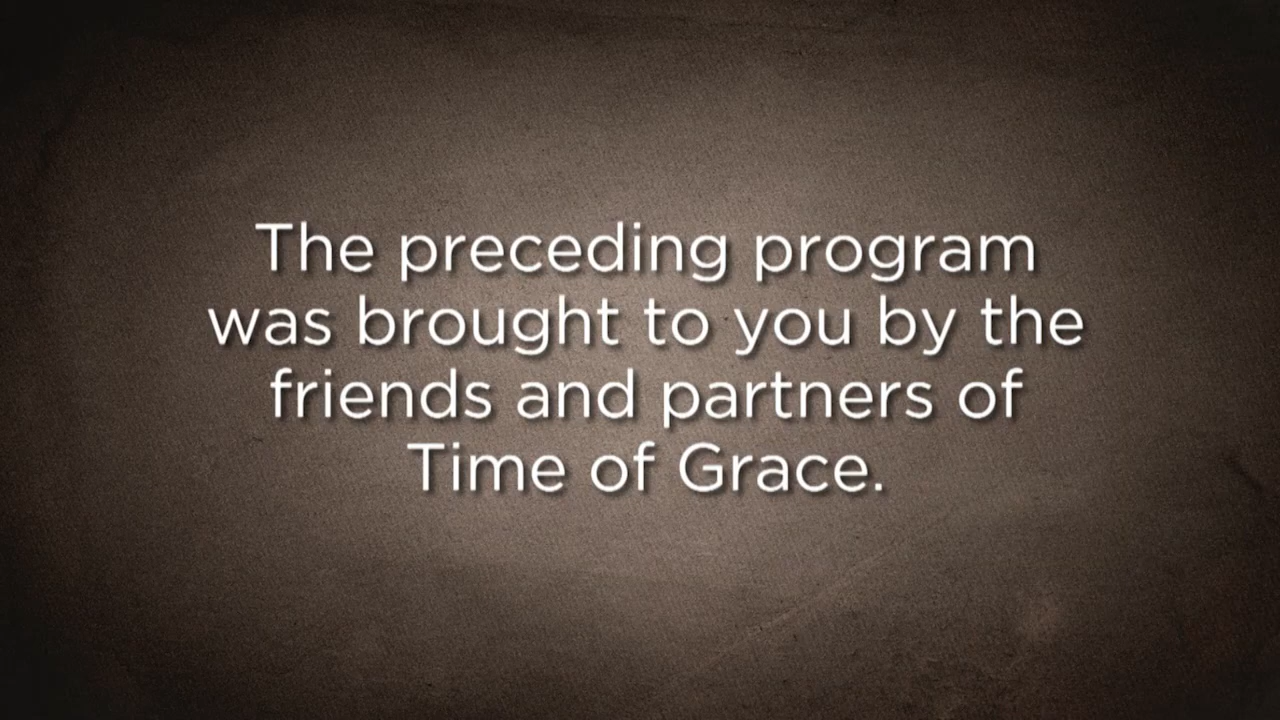 The preceding program
was brought to you by the
friends and partners of
Time of Grace.